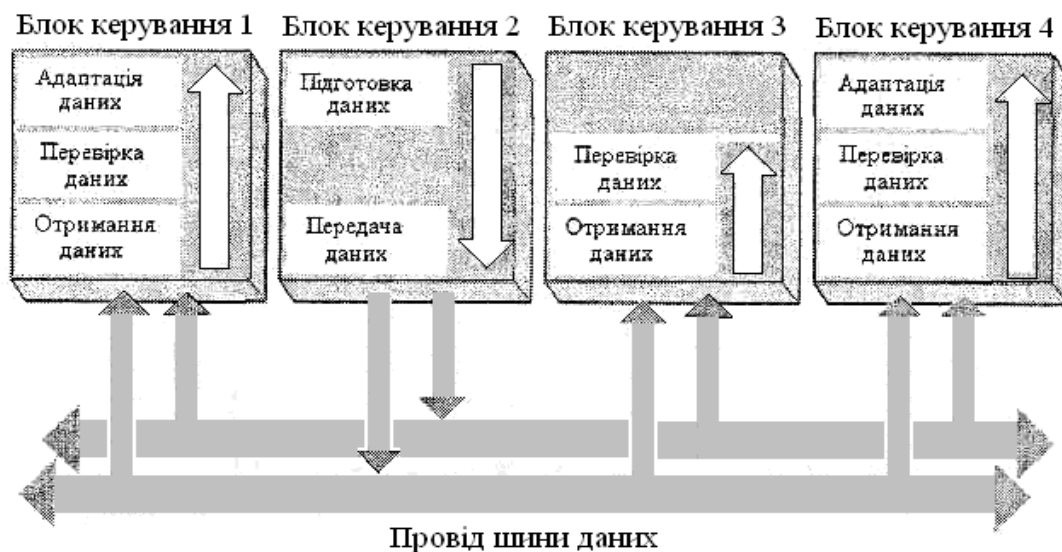 Блок керування 1
Блок керування 2
Блок керування 3
Блок керування 4
Адаптація
даних
Перевірка
даних
Отримання
даних
Підготовка
даних
Передача
даних
Перевірка
даних
Отримання
даних
Адаптація
даних
Перевірка
даних
Отримання
даних
Провід шини даних